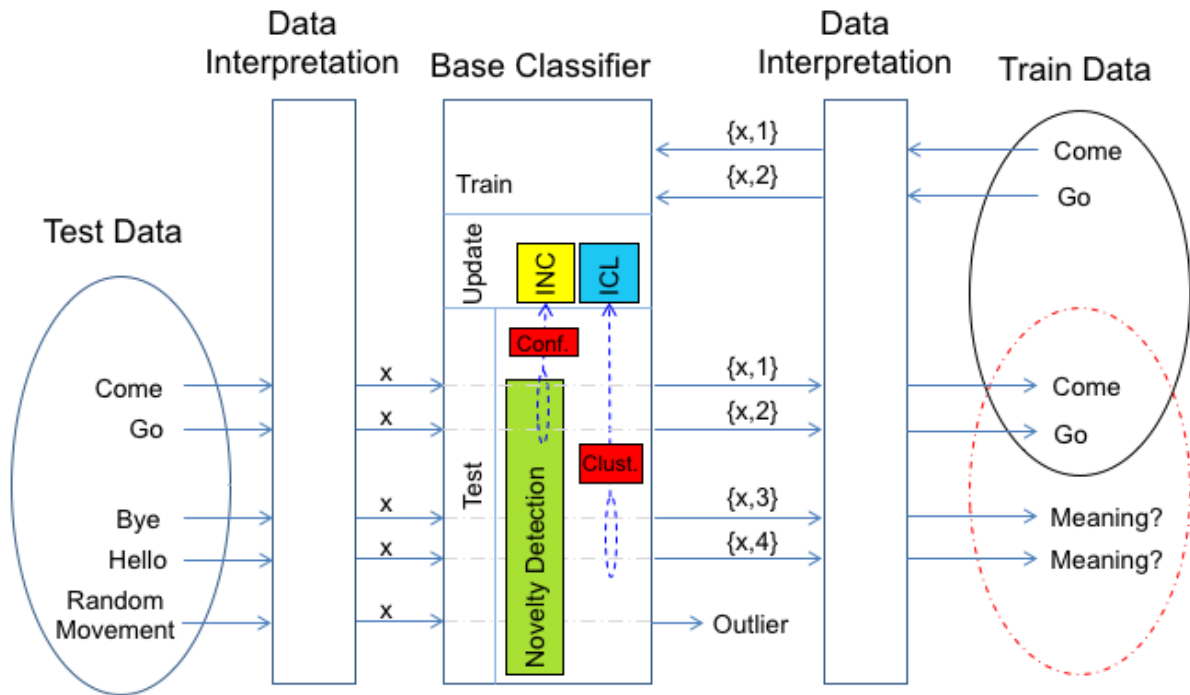 Data
Interpretation
Base Classifier
Data
Interpretation
Train Data
{x,1}
Come
{x,2}
Go
Train
Test Data
Update
INC
ICL
Conf.
Come
x
{x,1}
Come
Go
x
{x,2}
Go
Clust.
Test
Novelty Detection
Bye
x
{x,3}
Meaning?
Hello
x
{x,4}
Meaning?
Random
Movement
x
Outlier